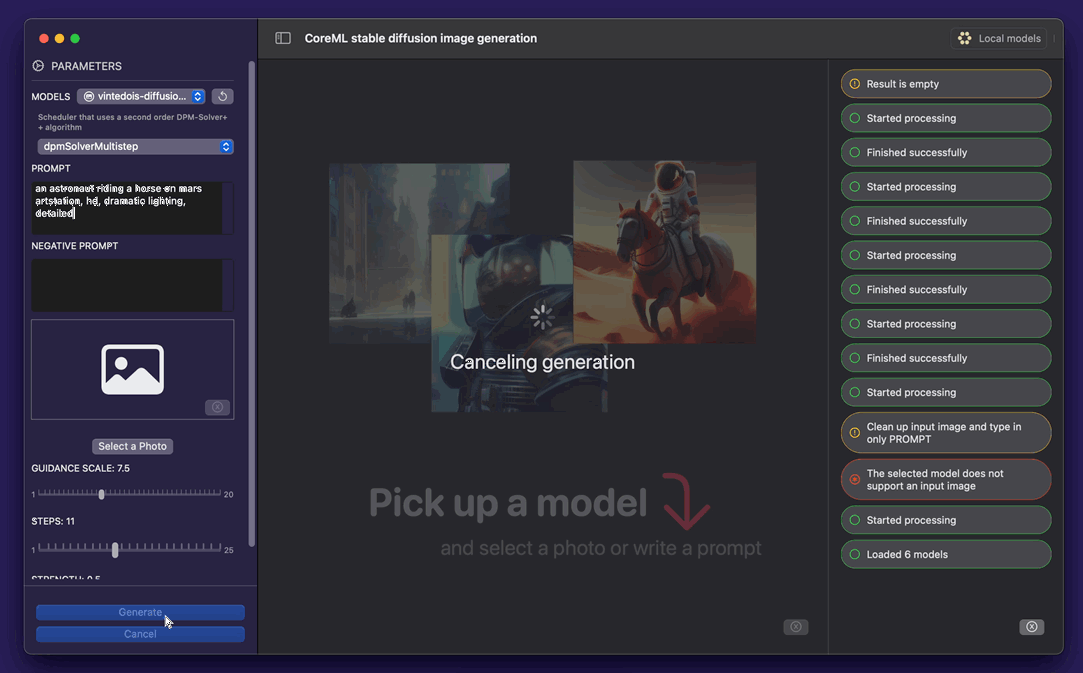 CoreML stable diffusion image generation
Local models
PARAMETERS
MODELS
vintedois-diffusio...
Scheduler that uses a second order DPM-Solver+
+ algorithm
dpmSolverMultistep
PROMPT
an astronaut riding a horse on mars
artstation, hd, dramatic lighting,
detailed
NEGATIVE PROMPT
Select a Photo
GUIDANCE SCALE: 7.5
1
20
STEPS: 11
1
25
STRENGTH: 0.5
Generate
Cancel
Canceling generation
Pick up a model
and select a photo or write a prompt
Result is empty
Started processing
Finished successfully
Started processing
Finished successfully
Started processing
Finished successfully
Started processing
Finished successfully
Started processing
Clean up input image and type in
only PROMPT
The selected model does not
support an input image
Started processing
Loaded 6 models